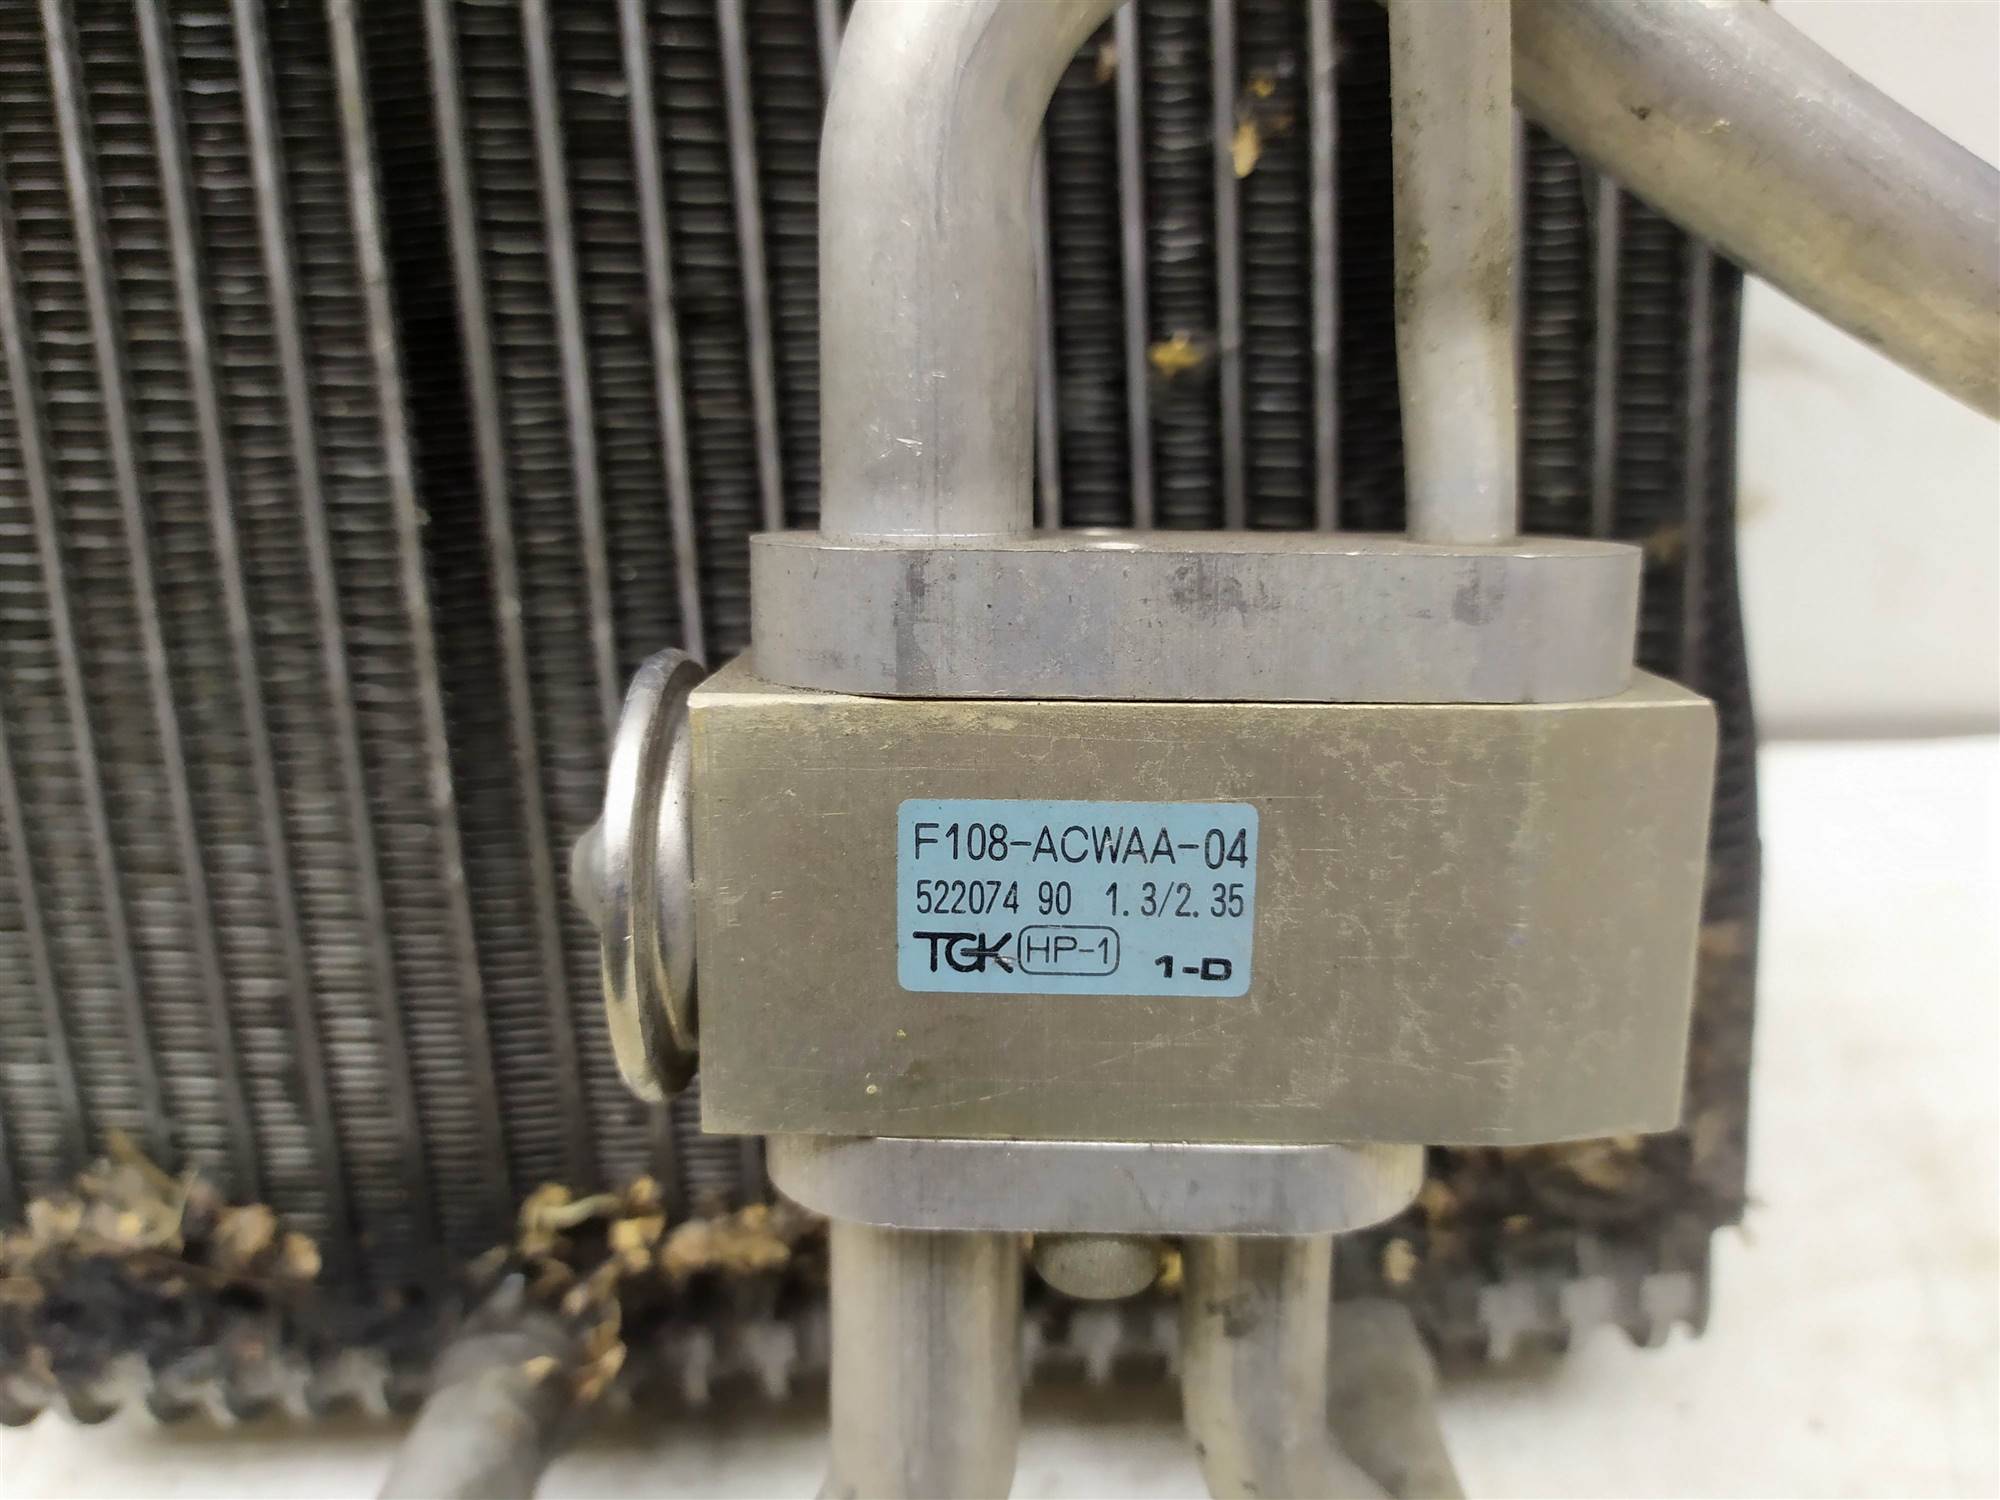 F108-ACWAA-04
522074 90 1.3/2.35
TGK HP-1 1-D